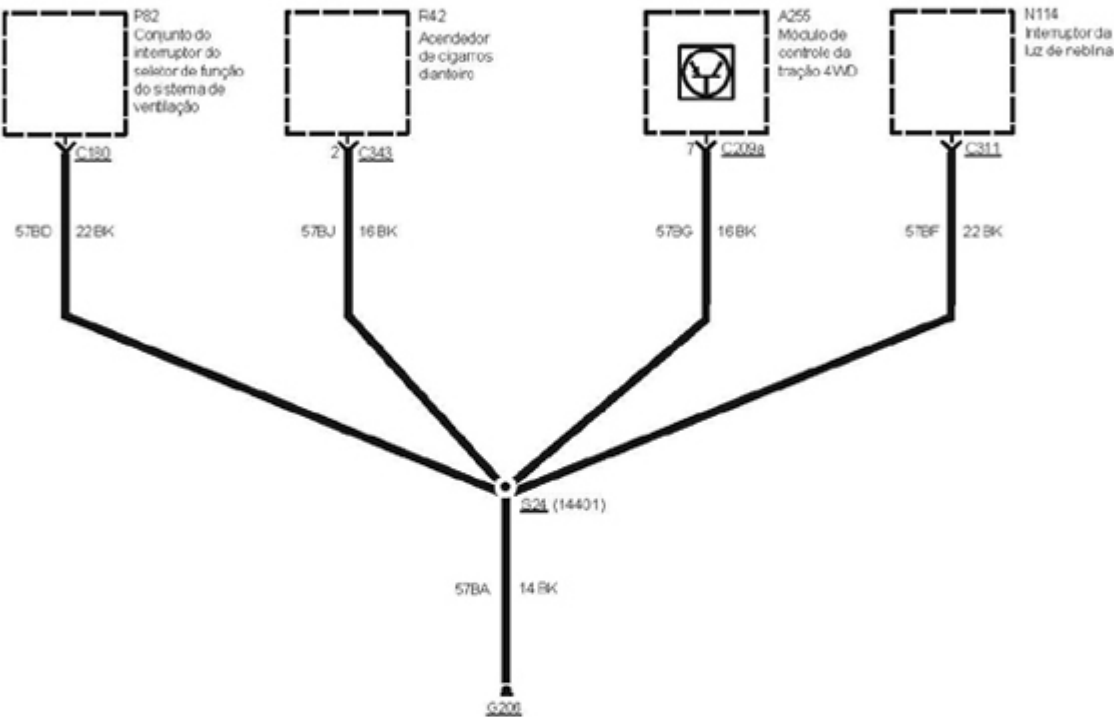 P82
Conjunto do
interruptor do
seletor de função
do sistema de
ventilação
R42
Acendedor
de cigarros
dianteiro
A255
Módulo de
controle da
tração 4WD
N114
Interruptor da
luz de neblina
C180
2 C343
7 C209a
C311
57BD 22 BK
57BJ 16 BK
57BG 16 BK
57BF 22 BK
S24 (14401)
57BA 14 BK